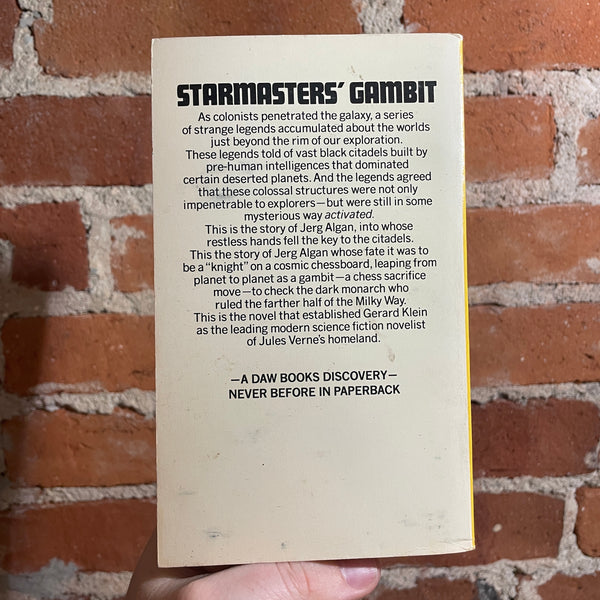 STARMASTERS' GAMBIT
As colonists penetrated the galaxy, a series
of strange legends accumulated about the worlds
just beyond the rim of our exploration.
These legends told of vast black citadels built by
pre-human intelligences that dominated
certain deserted planets. And the legends agreed
that these colossal structures were not only
impenetrable to explorers—but were still in some
mysterious way activated.
This is the story of Jerg Algan, into whose
restless hands fell the key to the citadels.
This the story of Jerg Algan whose fate it was to
be a “knight” on a cosmic chessboard, leaping from
planet to planet as a gambit—a chess sacrifice
move—to check the dark monarch who
ruled the farther half of the Milky Way.
This is the novel that established Gerard Klein
as the leading modern science fiction novelist
of Jules Verne's homeland.
—A DAW BOOKS DISCOVERY—
NEVER BEFORE IN PAPERBACK